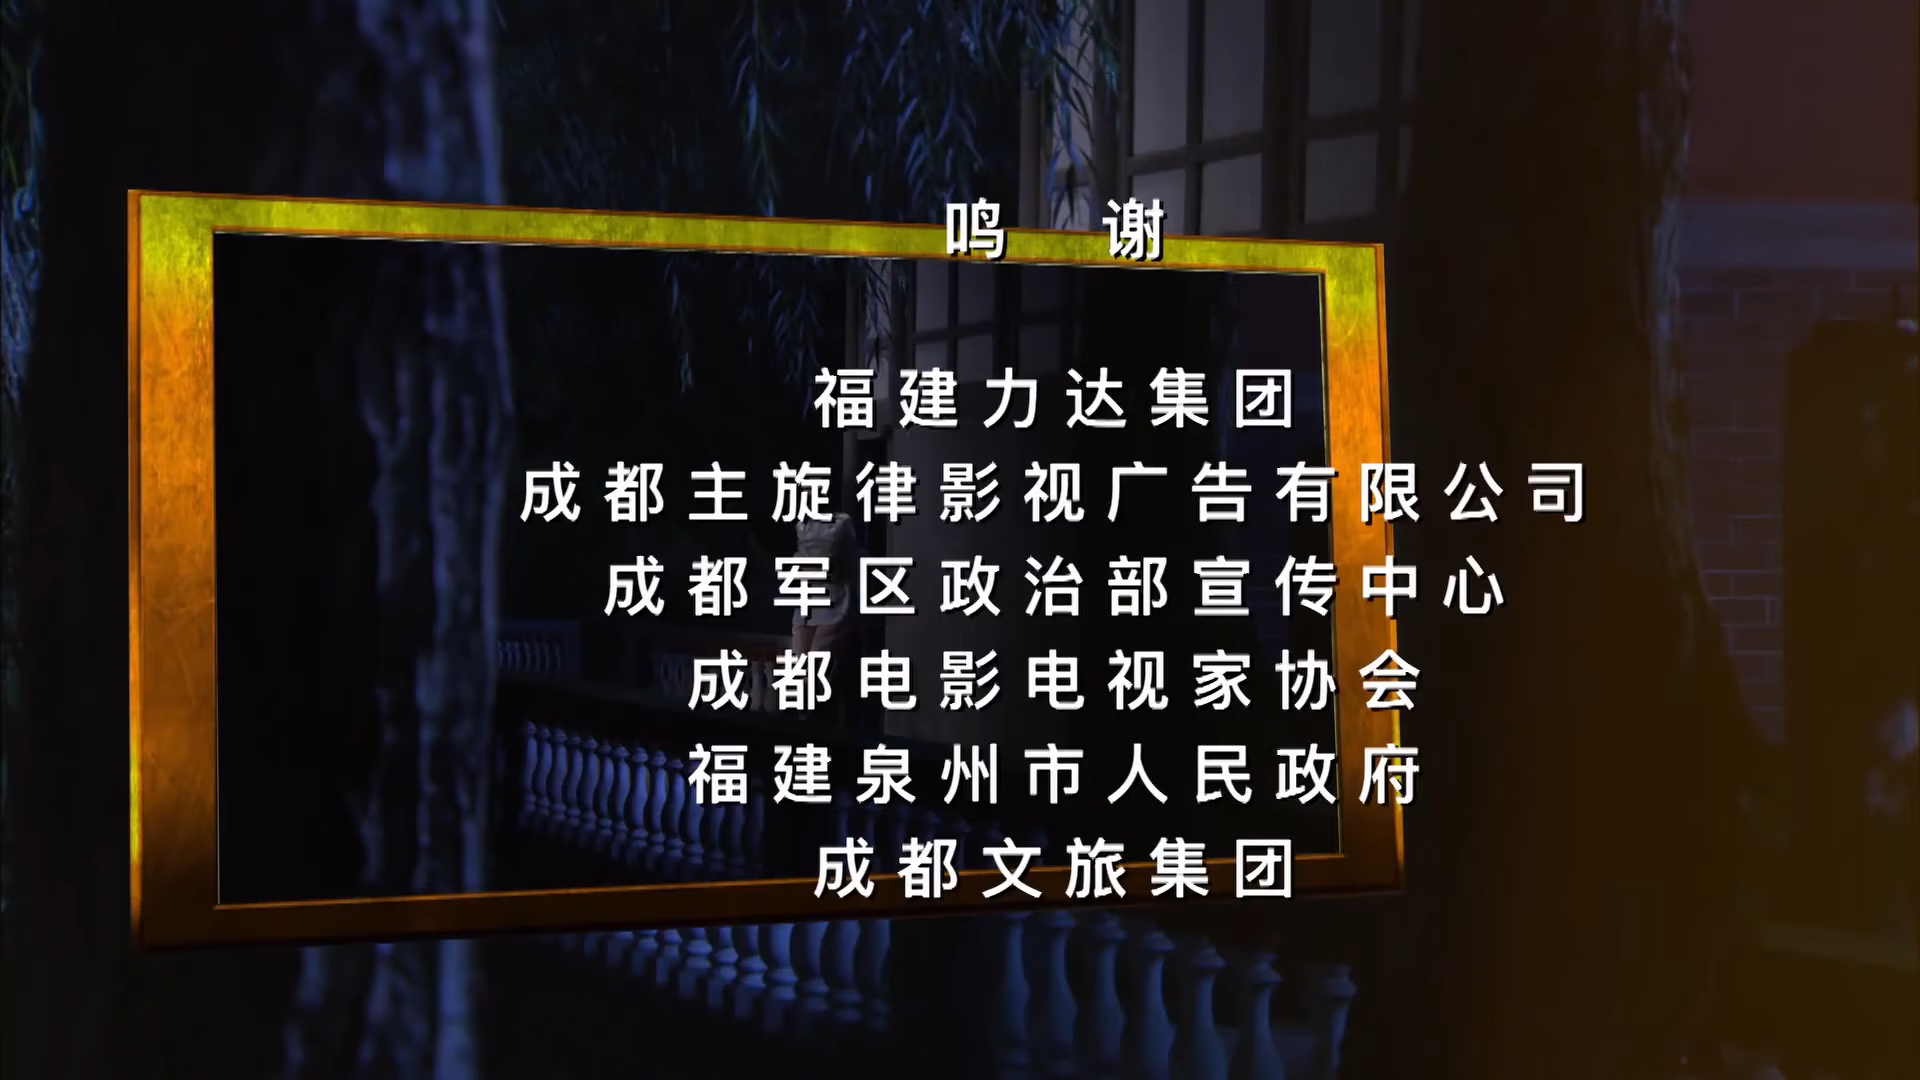 鸣 谢
福建力达集团
成都主旋律影视广告有限公司
成都军区政治部宣传中心
成都电影电视家协会
福建泉州市人民政府
成都文旅集团